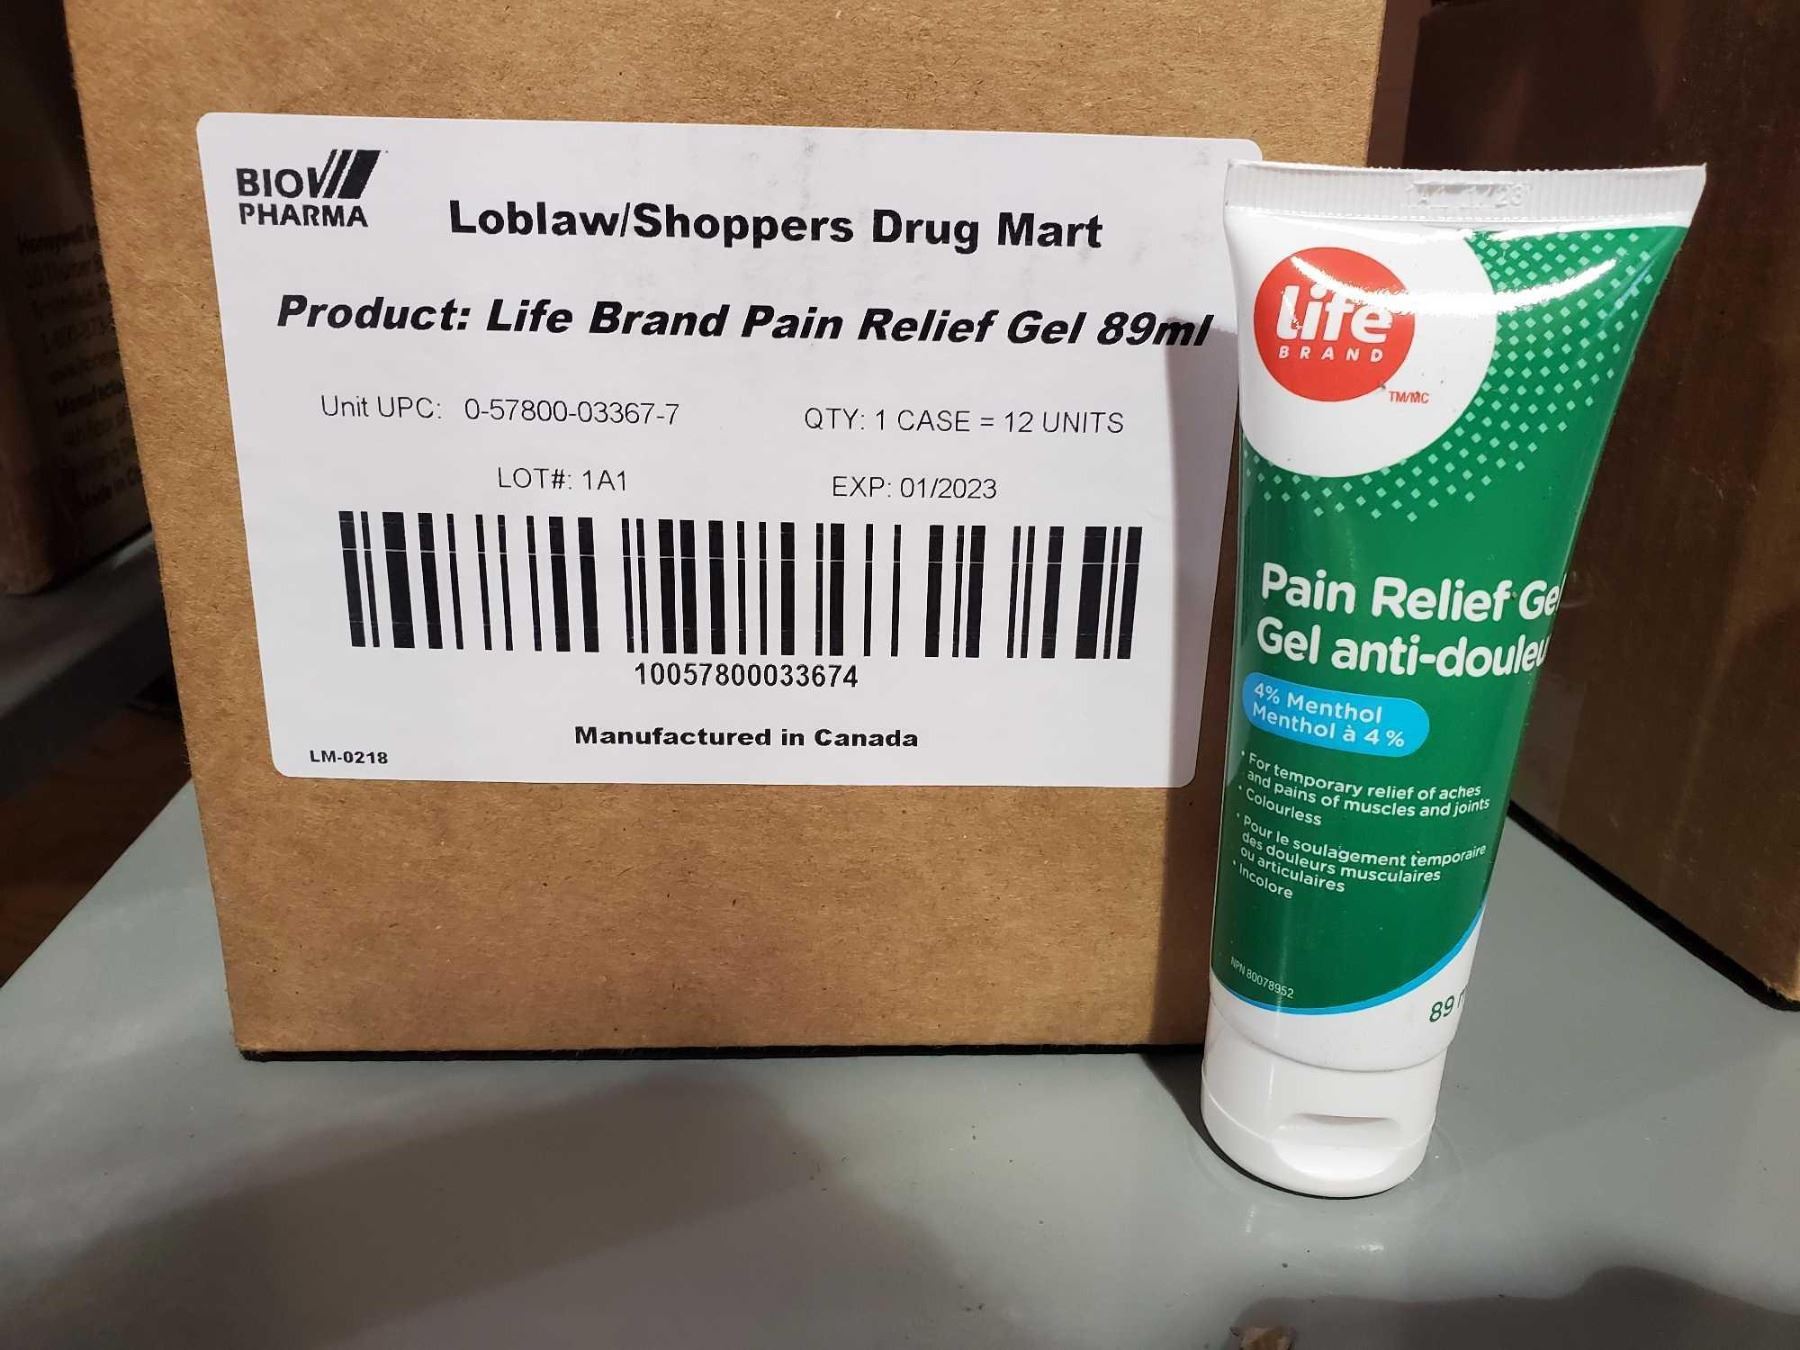 BIOV
PHARMA
Loblaw/Shoppers Drug Mart
Product: Life Brand Pain Relief Gel 89ml
Unit UPC: 0-57800-03367-7
QTY: 1 CASE = 12 UNITS
LOT#: 1A1
EXP: 01/2023
10057800033674
Manufactured in Canada
LM-0218
life
BRAND
TM/MC
Pain Relief Ge
Gel anti-douleu
4% Menthol
Menthol à 4 %
• For temporary relief of aches
and pains of muscles and joints
• Colourless
• Pour le soulagement temporaire
des douleurs musculaires
ou articulaires
• Incolore
NPN 80078952
89